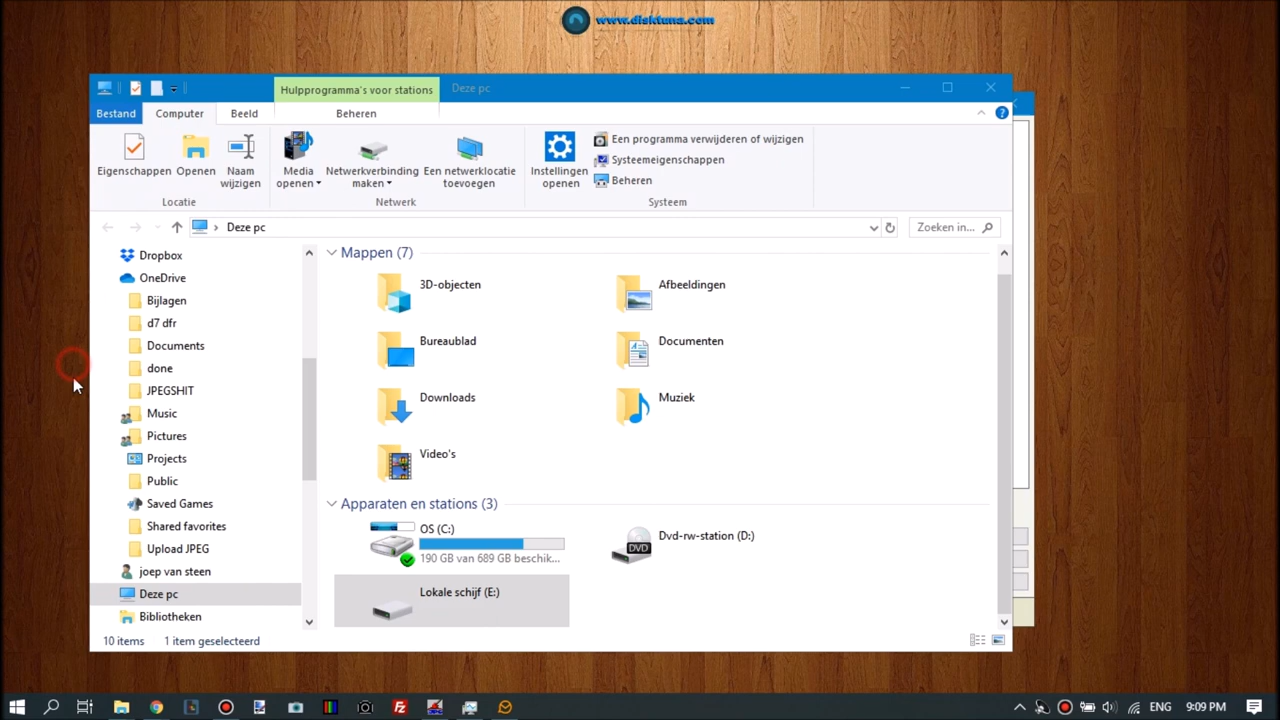 www.disktuna.com
Hulpprogramma's voor stations
Deze pc
Bestand
Computer
Beeld
Beheren
Eigenschappen
Openen
Naam
wijzigen
Media
openen
Netwerkverbinding
maken
Een netwerklocatie
toevoegen
Instellingen
openen
Een programma verwijderen of wijzigen
Systeemeigenschappen
Beheren
Locatie
Netwerk
Systeem
Deze pc
Zoeken in...
Dropbox
OneDrive
Bijlagen
d7 dfr
Documents
done
JPEGSHIT
Music
Pictures
Projects
Public
Saved Games
Shared favorites
Upload JPEG
joep van steen
Deze pc
Bibliotheken
Mappen (7)
3D-objecten
Afbeeldingen
Bureaublad
Documenten
Downloads
Muziek
Video's
Apparaten en stations (3)
OS (C:)
190 GB van 689 GB beschik...
DVD
Dvd-rw-station (D:)
Lokale schijf (E:)
10 items
1 item geselecteerd
Fz
ENG
9:09 PM